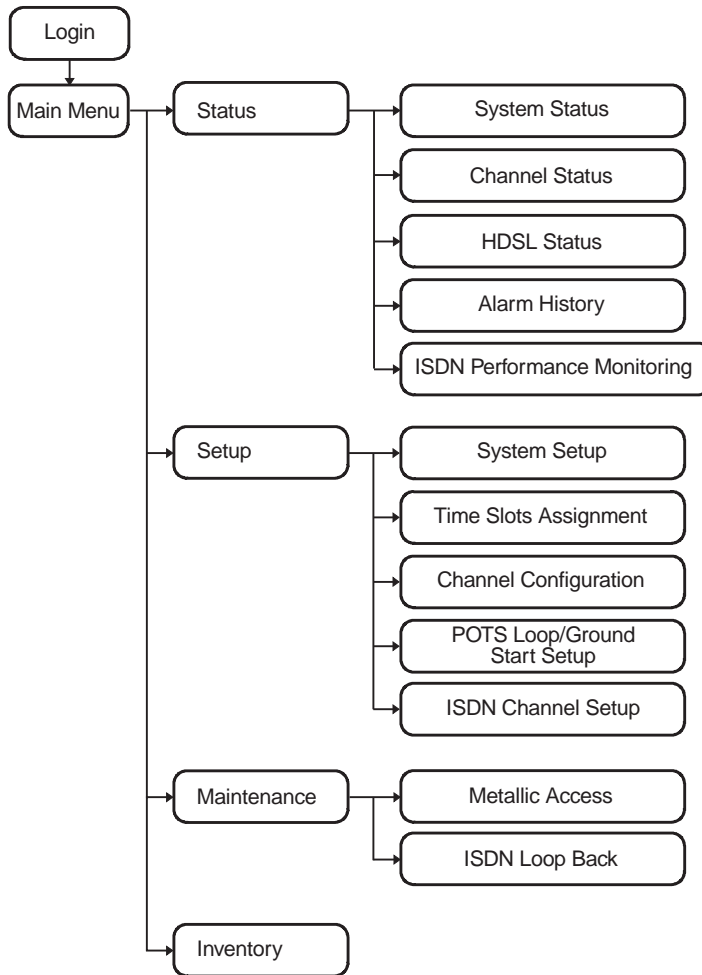 Login
Main Menu
Status
System Status
Channel Status
HDSL Status
Alarm History
ISDN Performance Monitoring
Setup
System Setup
Time Slots Assignment
Channel Configuration
POTS Loop/Ground
Start Setup
ISDN Channel Setup
Maintenance
Metallic Access
ISDN Loop Back
Inventory